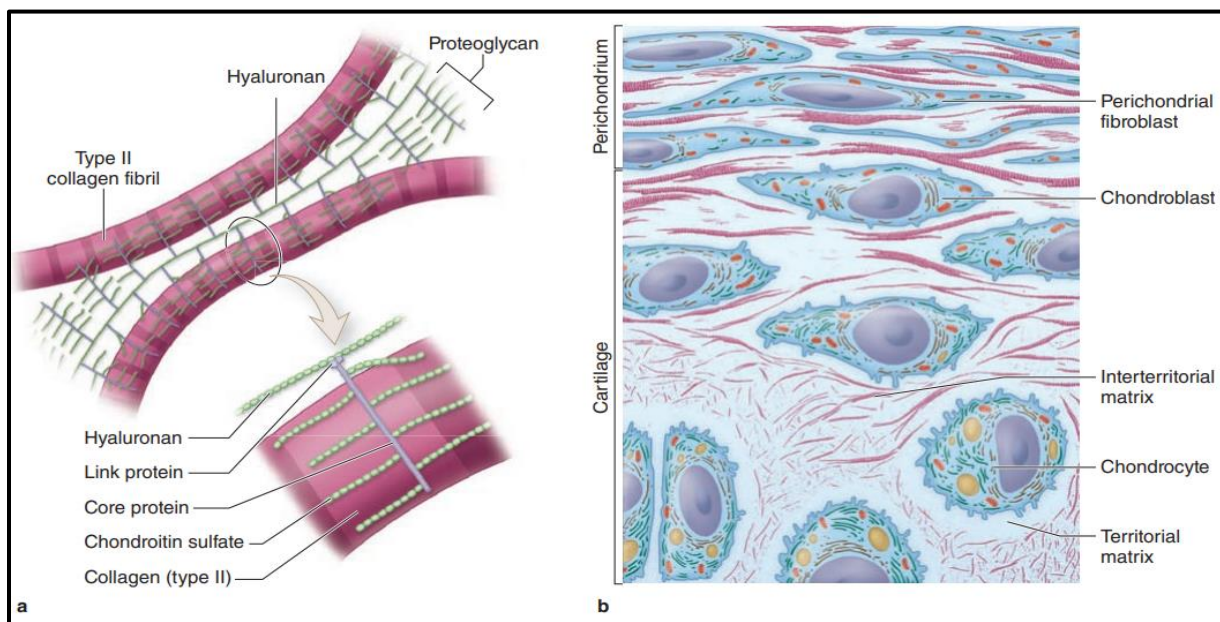 Proteoglycan
Hyaluronan
Type II
collagen fibril
Hyaluronan
Link protein
Core protein
Chondroitin sulfate
Collagen (type II)
a
Perichondrium
Cartilage
Perichondrial
fibroblast
Chondroblast
Interterritorial
matrix
Chondrocyte
Territorial
matrix
b